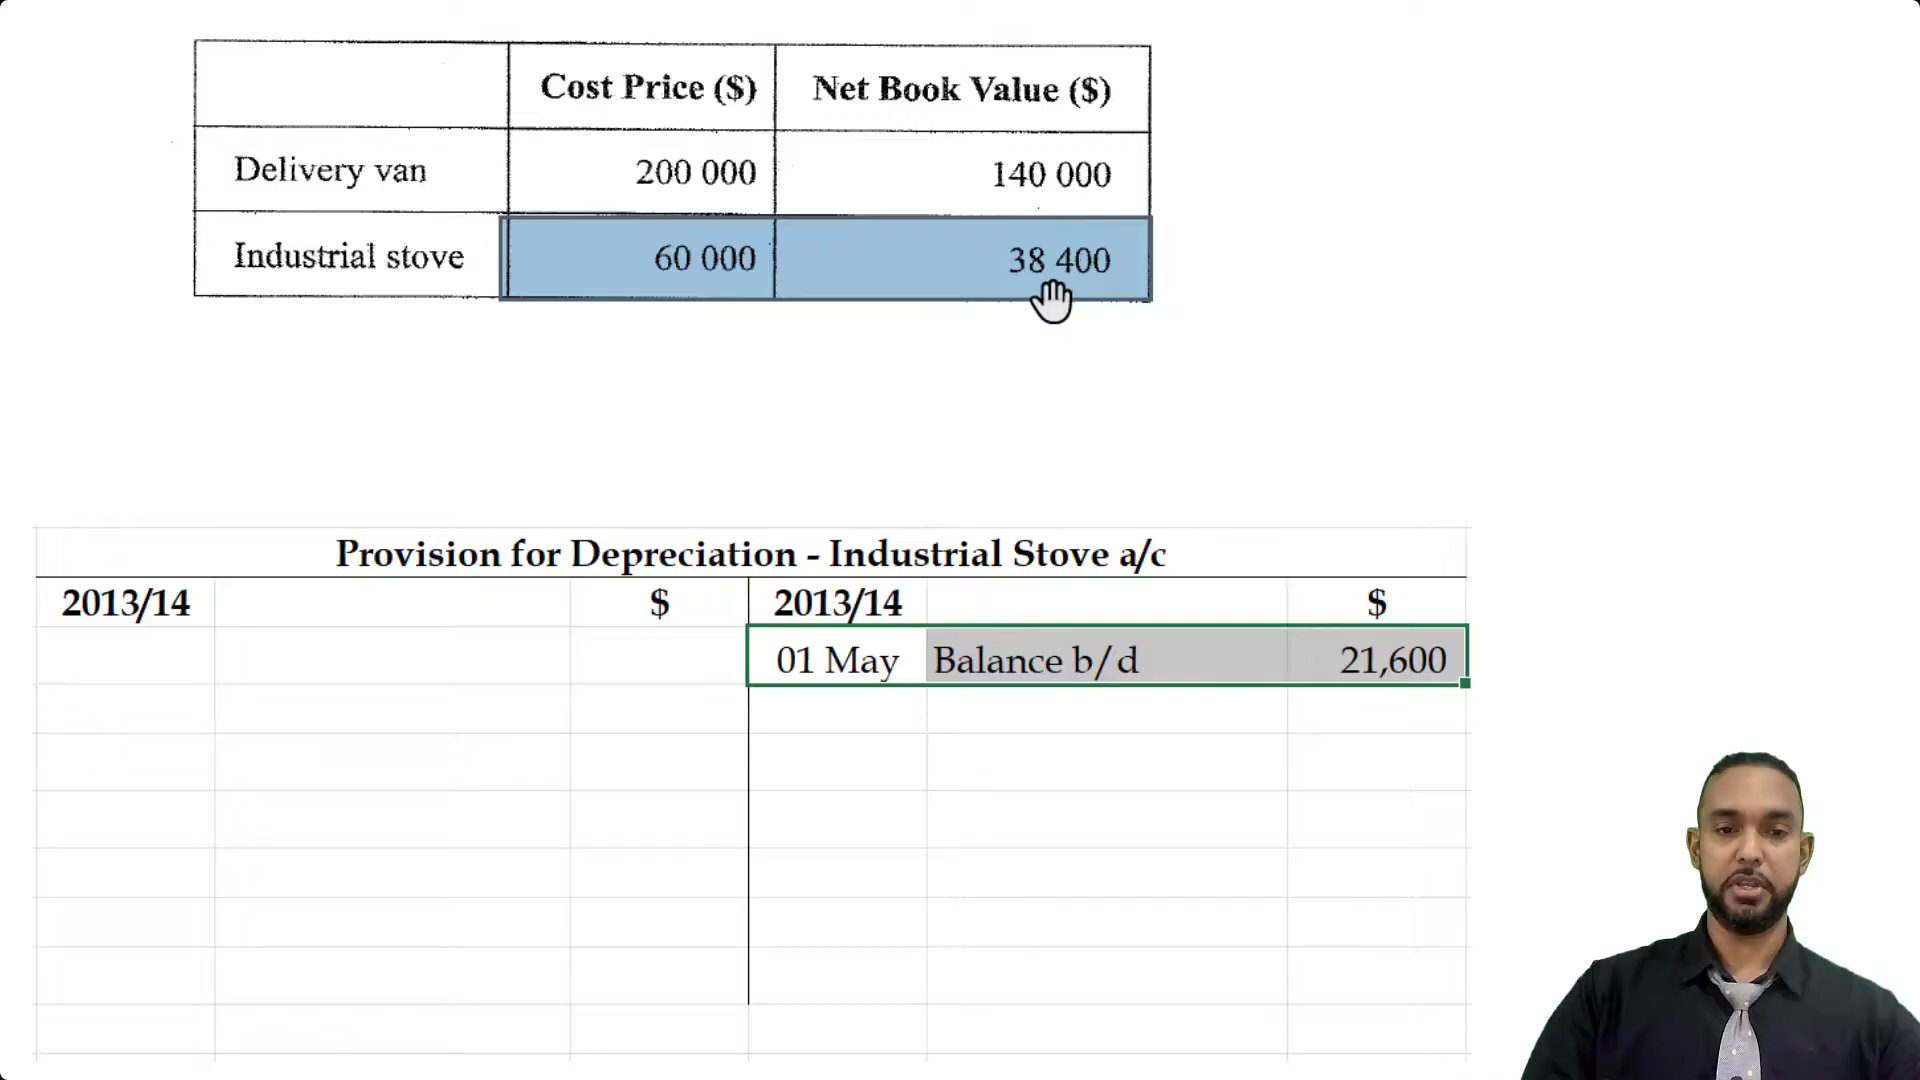 Cost Price ($) Net Book Value ($)
Delivery van 200 000 140 000
Industrial stove 60 000 38 400
Provision for Depreciation - Industrial Stove a/c
2013/14 $ 2013/14 $
01 May Balance b/d 21,600